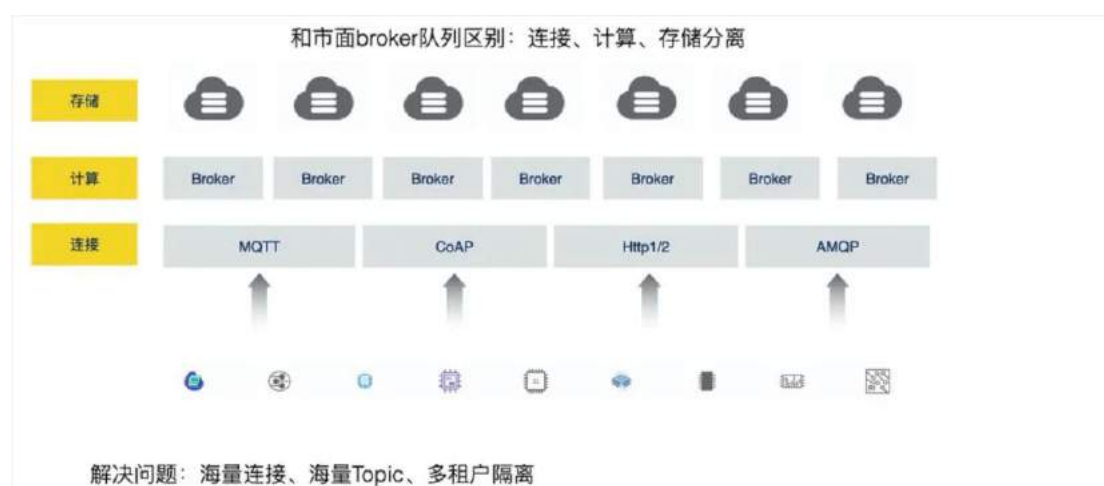 和市面broker队列区别：连接、计算、存储分离
存储
计算
Broker Broker Broker Broker Broker Broker Broker
连接
MQTT CoAP Http1/2 AMQP
解决问题：海量连接、海量Topic、多租户隔离